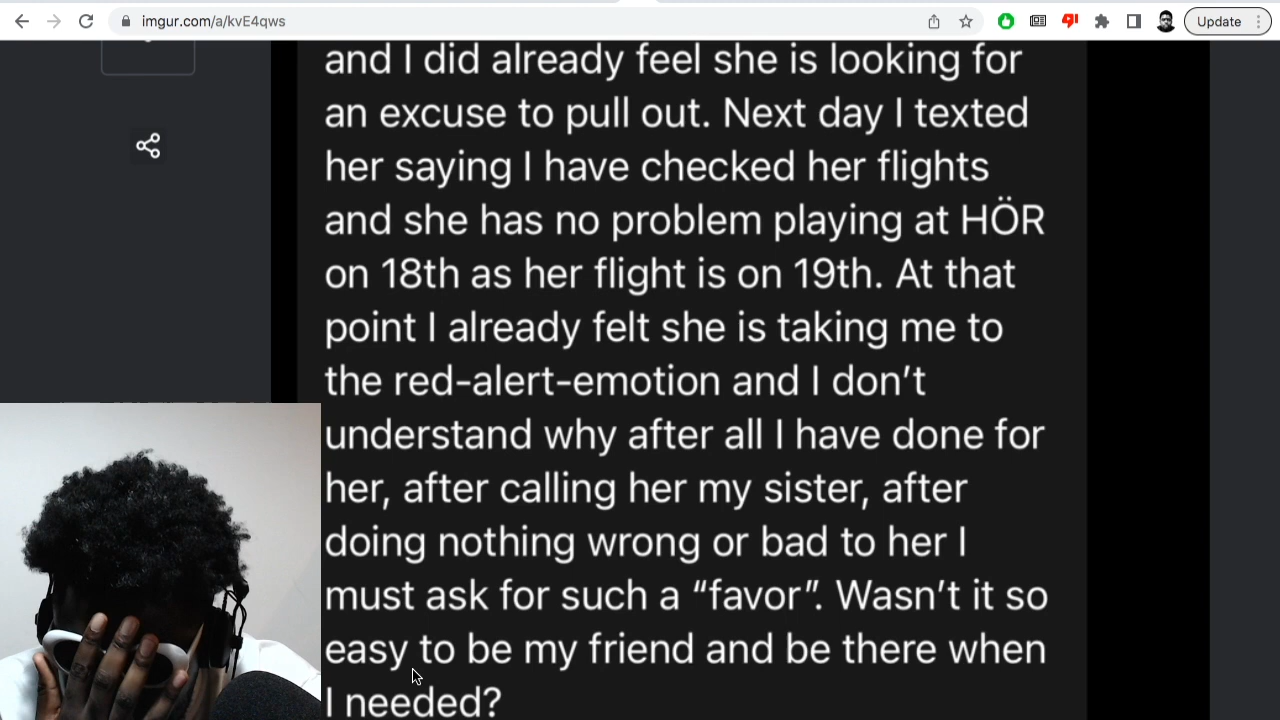 imgur.com/a/kvE4qws
Update
and I did already feel she is looking for
an excuse to pull out. Next day I texted
her saying I have checked her flights
and she has no problem playing at HÖR
on 18th as her flight is on 19th. At that
point I already felt she is taking me to
the red-alert-emotion and I don’t
understand why after all I have done for
her, after calling her my sister, after
doing nothing wrong or bad to her I
must ask for such a “favor”. Wasn’t it so
easy to be my friend and be there when
I needed?